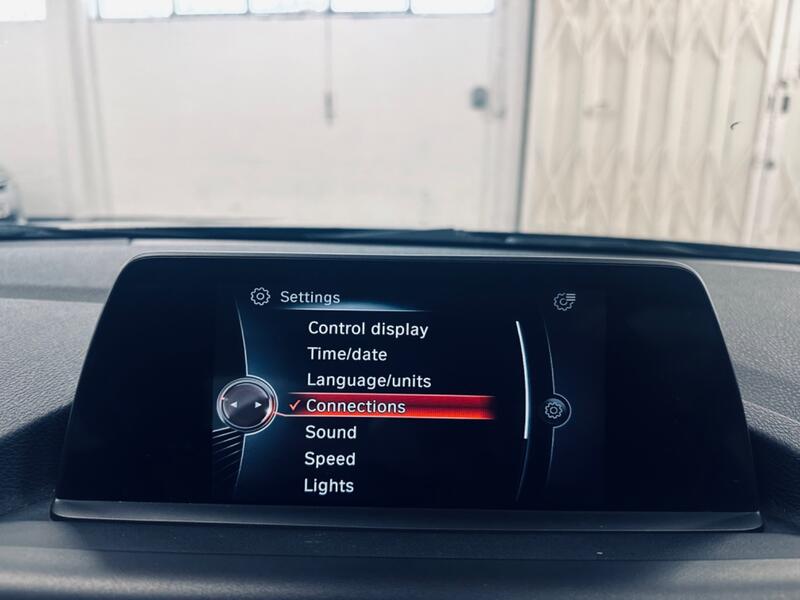 Settings
Control display
Time/date
Language/units
Connections
Sound
Speed
Lights